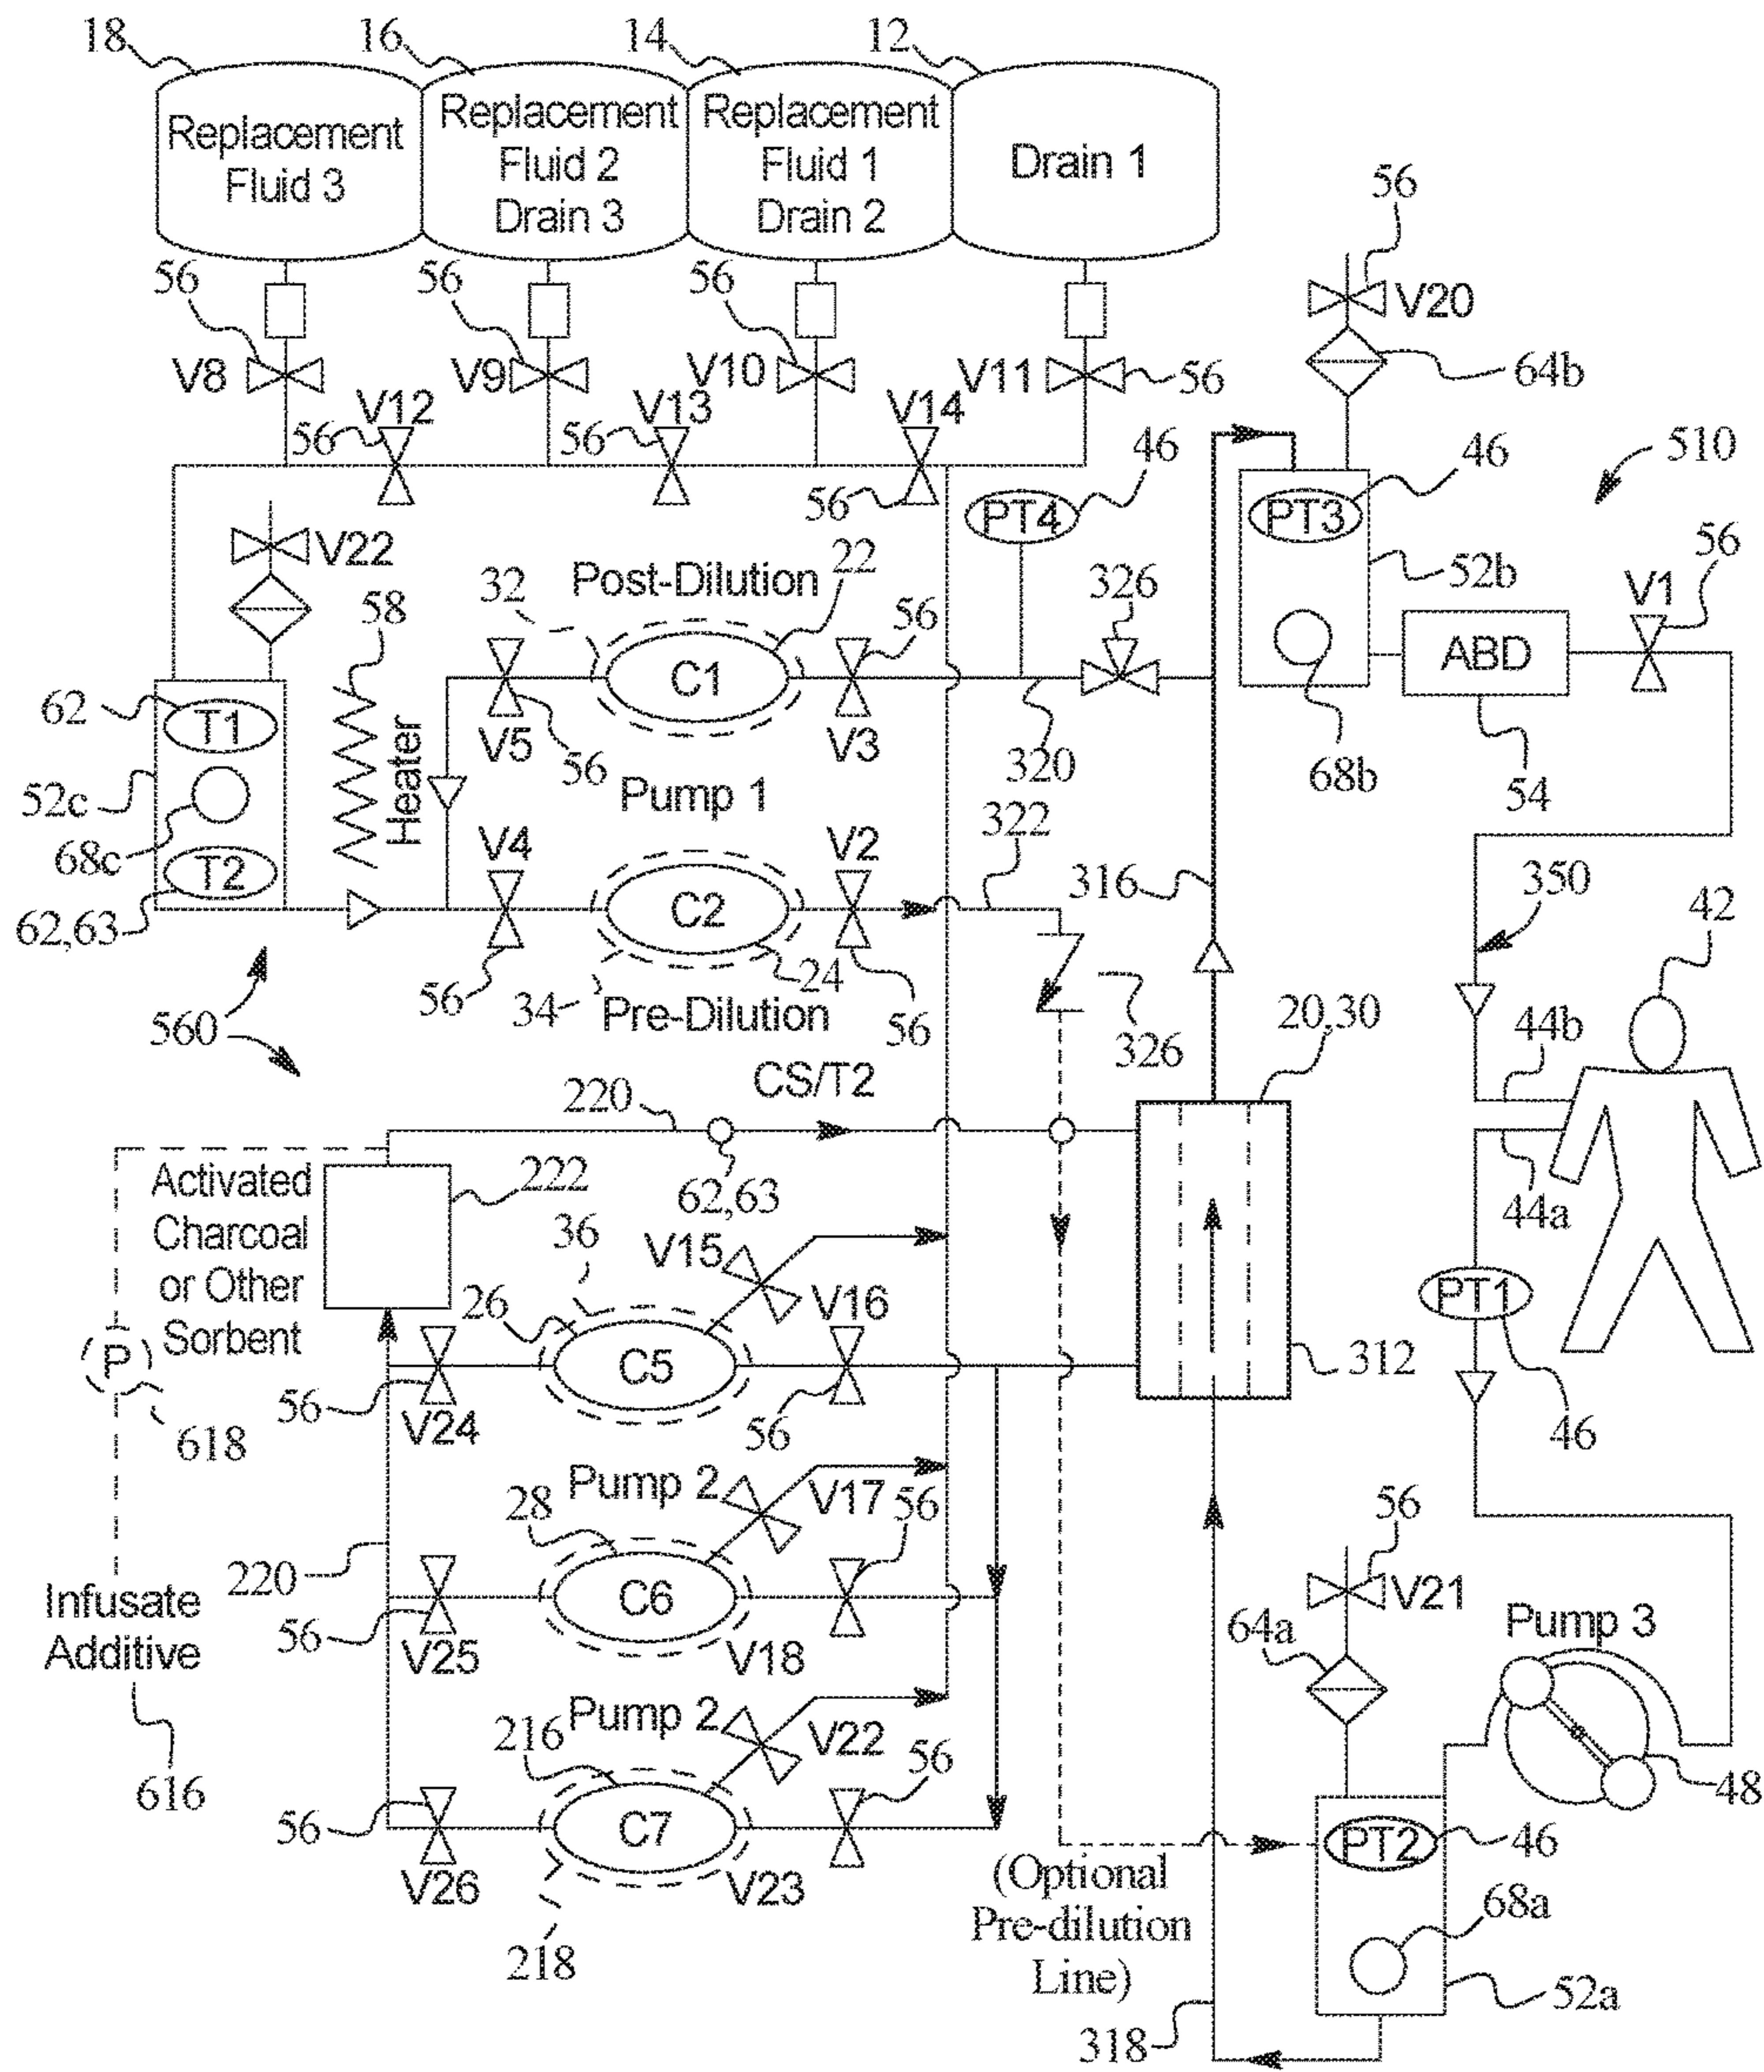 18
16
14
12
Replacement
Fluid 3
Replacement
Fluid 2
Drain 3
Replacement
Fluid 1
Drain 2
Drain 1
56
56
56
56
V20
64b
V8
V9
V10
V11
56
V12
V13
V14
56
56
56
46
46
510
PT4
PT3
V22
Post-Dilution
22
32
58
56
326
52b
V1
56
C1
ABD
62
T1
V5
56
V3
320
68b
54
52c
Heater
Pump 1
68c
V4
V2
322
T2
316
350
42
62,63
C2
24
56
34
Pre-Dilution
56
326
20,30
44b
560
CS/T2
220
Activated
Charcoal
or Other
Sorbent
222
62,63
44a
36
V15
26
V16
PT1
P
C5
312
56
V24
56
46
618
Pump 2
V17
56
28
56
220
C6
V21
Infusate
Additive
56
V25
V18
64a
Pump 3
Pump 2
216
V22
56
616
56
C7
48
V26
V23
PT2
46
(Optional
Pre-dilution
Line)
218
68a
52a
318